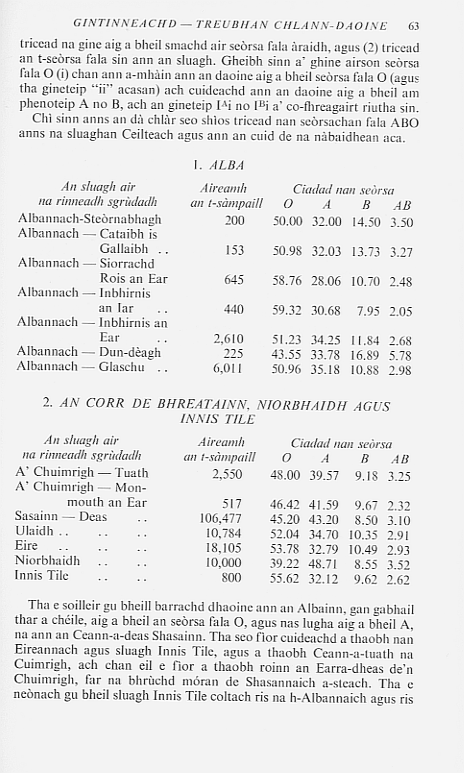 GINTINNEACHD — TREUBHAN CHLANN-DAOINE 63
tricead na gine aig a bheil smachd air seòrsa fala àraidh, agus (2) tricead
an t-seòrsa fala sin ann an sluagh. Gheibh sinn a' ghine airson seòrsa
fala O (i) chan ann a-mhàin ann an daoine aig a bheil seòrsa fala O (agus
tha gineteip “ii” acasan) ach cuideachd ann an daoine aig a bheil am
phenoteip A no B, ach an gineteip Iᴬi no Iᴮi a' co-fhreagairt riutha sin.
Chì sinn anns an dà chlàr seo shìos tricead nan seòrsachan fala ABO
anns na sluaghan Ceilteach agus ann an cuid de na nàbaidhean aca.
1. ALBA
An sluagh air Aireamh Ciadad nan seòrsa
na rinneadh sgrùdadh an t-sàmpaill O A B AB
Albannach-Steòrnabhagh 200 50.00 32.00 14.50 3.50
Albannach — Cataibh is
Gallaibh . . 153 50.98 32.03 13.73 3.27
Albannach — Siorrachd
Rois an Ear 645 58.76 28.06 10.70 2.48
Albannach — Inbhirnis
an Iar . . 440 59.32 30.68 7.95 2.05
Albannach — Inbhirnis an
Ear . . 2,610 51.23 34.25 11.84 2.68
Albannach — Dun-dèagh 225 43.55 33.78 16.89 5.78
Albannach — Glaschu . . 6,011 50.96 35.18 10.88 2.98
2. AN CORR DE BHREATAINN, NIORBHAIDH AGUS
INNIS TILE
An sluagh air Aireamh Ciadad nan seòrsa
na rinneadh sgrùdadh an t-sàmpaill O A B AB
A' Chuimrigh — Tuath 2,550 48.00 39.57 9.18 3.25
A' Chuimrigh — Mon-
mouth an Ear 517 46.42 41.59 9.67 2.32
Sasainn — Deas . . 106,477 45.20 43.20 8.50 3.10
Ulaidh . . . . . . 10,784 52.04 34.70 10.35 2.91
Eire . . . . . . 18,105 53.78 32.79 10.49 2.93
Niorbhaidh . . . . 10,000 39.22 48.71 8.55 3.52
Innis Tile . . . . 800 55.62 32.12 9.62 2.62
Tha e soilleir gu bheill barrachd dhaoine ann an Albainn, gan gabhail
thar a chéile, aig a bheil an seòrsa fala O, agus nas lugha aig a bheil A,
na ann an Ceann-a-deas Shasainn. Tha seo fìor cuideachd a thaobh nan
Eireannach agus sluagh Innis Tile, agus a thaobh Ceann-a-tuath na
Cuimrigh, ach chan eil e fìor a thaobh roinn an Earra-dheas de'n
Chuimrigh, far na bhrùchd móran de Shasannaich a-steach. Tha e
neònach gu bheil sluagh Innis Tile coltach ris na h-Albannaich agus ris